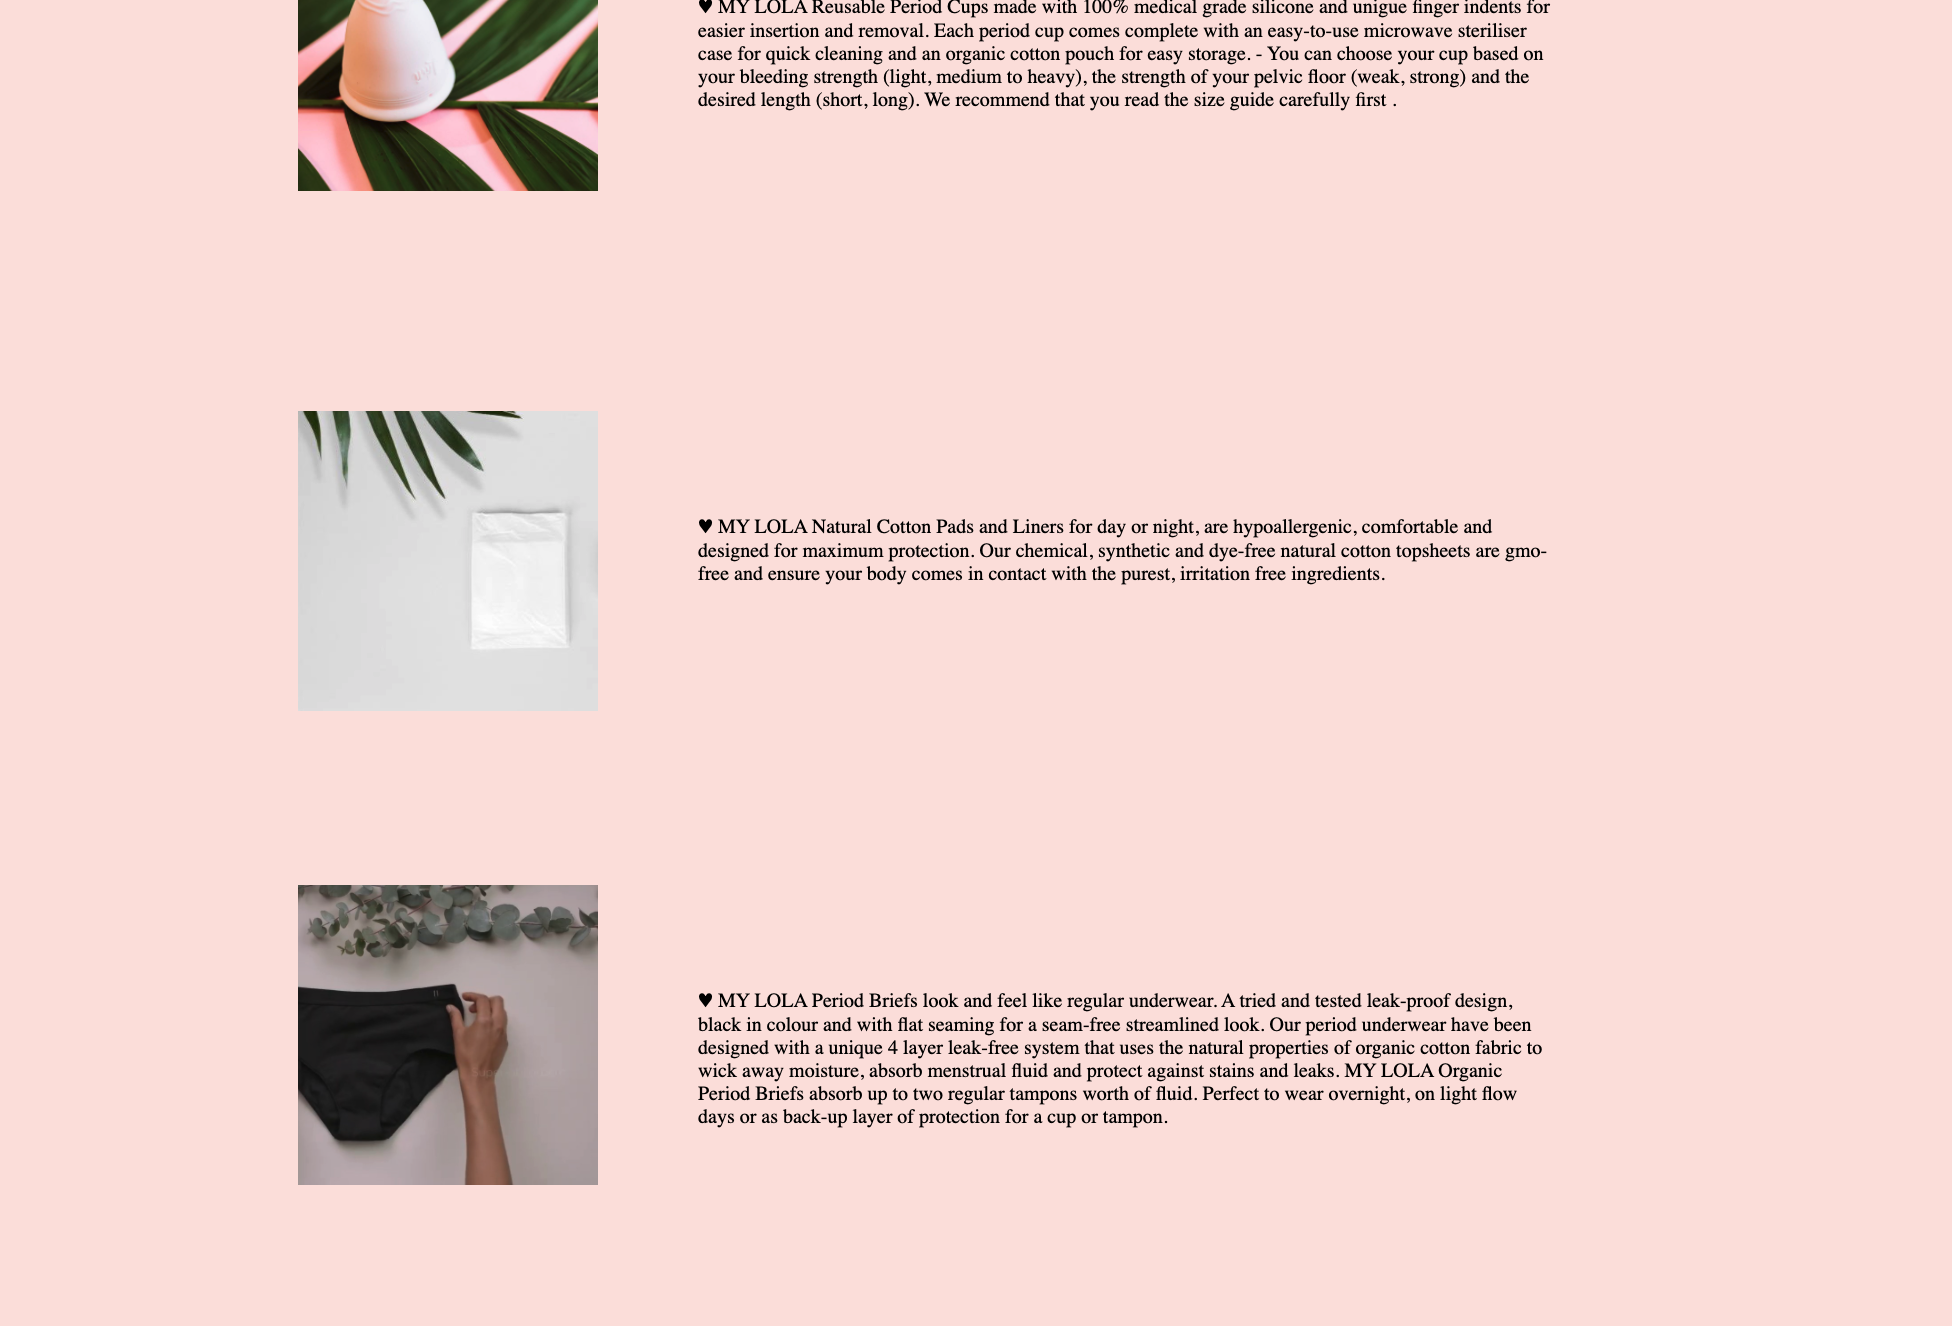 ♥ MY LOLA Reusable Period Cups made with 100% medical grade silicone and unigue finger indents for
easier insertion and removal. Each period cup comes complete with an easy-to-use microwave steriliser
case for quick cleaning and an organic cotton pouch for easy storage. - You can choose your cup based on
your bleeding strength (light, medium to heavy), the strength of your pelvic floor (weak, strong) and the
desired length (short, long). We recommend that you read the size guide carefully first .
♥ MY LOLA Natural Cotton Pads and Liners for day or night, are hypoallergenic, comfortable and
designed for maximum protection. Our chemical, synthetic and dye-free natural cotton topsheets are gmo-
free and ensure your body comes in contact with the purest, irritation free ingredients.
♥ MY LOLA Period Briefs look and feel like regular underwear. A tried and tested leak-proof design,
black in colour and with flat seaming for a seam-free streamlined look. Our period underwear have been
designed with a unique 4 layer leak-free system that uses the natural properties of organic cotton fabric to
wick away moisture, absorb menstrual fluid and protect against stains and leaks. MY LOLA Organic
Period Briefs absorb up to two regular tampons worth of fluid. Perfect to wear overnight, on light flow
days or as back-up layer of protection for a cup or tampon.